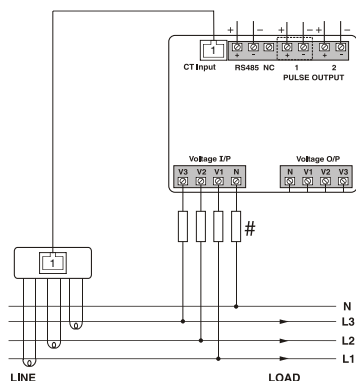 + - + - + -
1
+ - + - + -
CT Input RS485 NC 1 2
PULSE OUTPUT
Voltage I/P Voltage O/P
V3 V2 V1 N N V1 V2 V3
#
1
N
L3
L2
L1
LINE LOAD